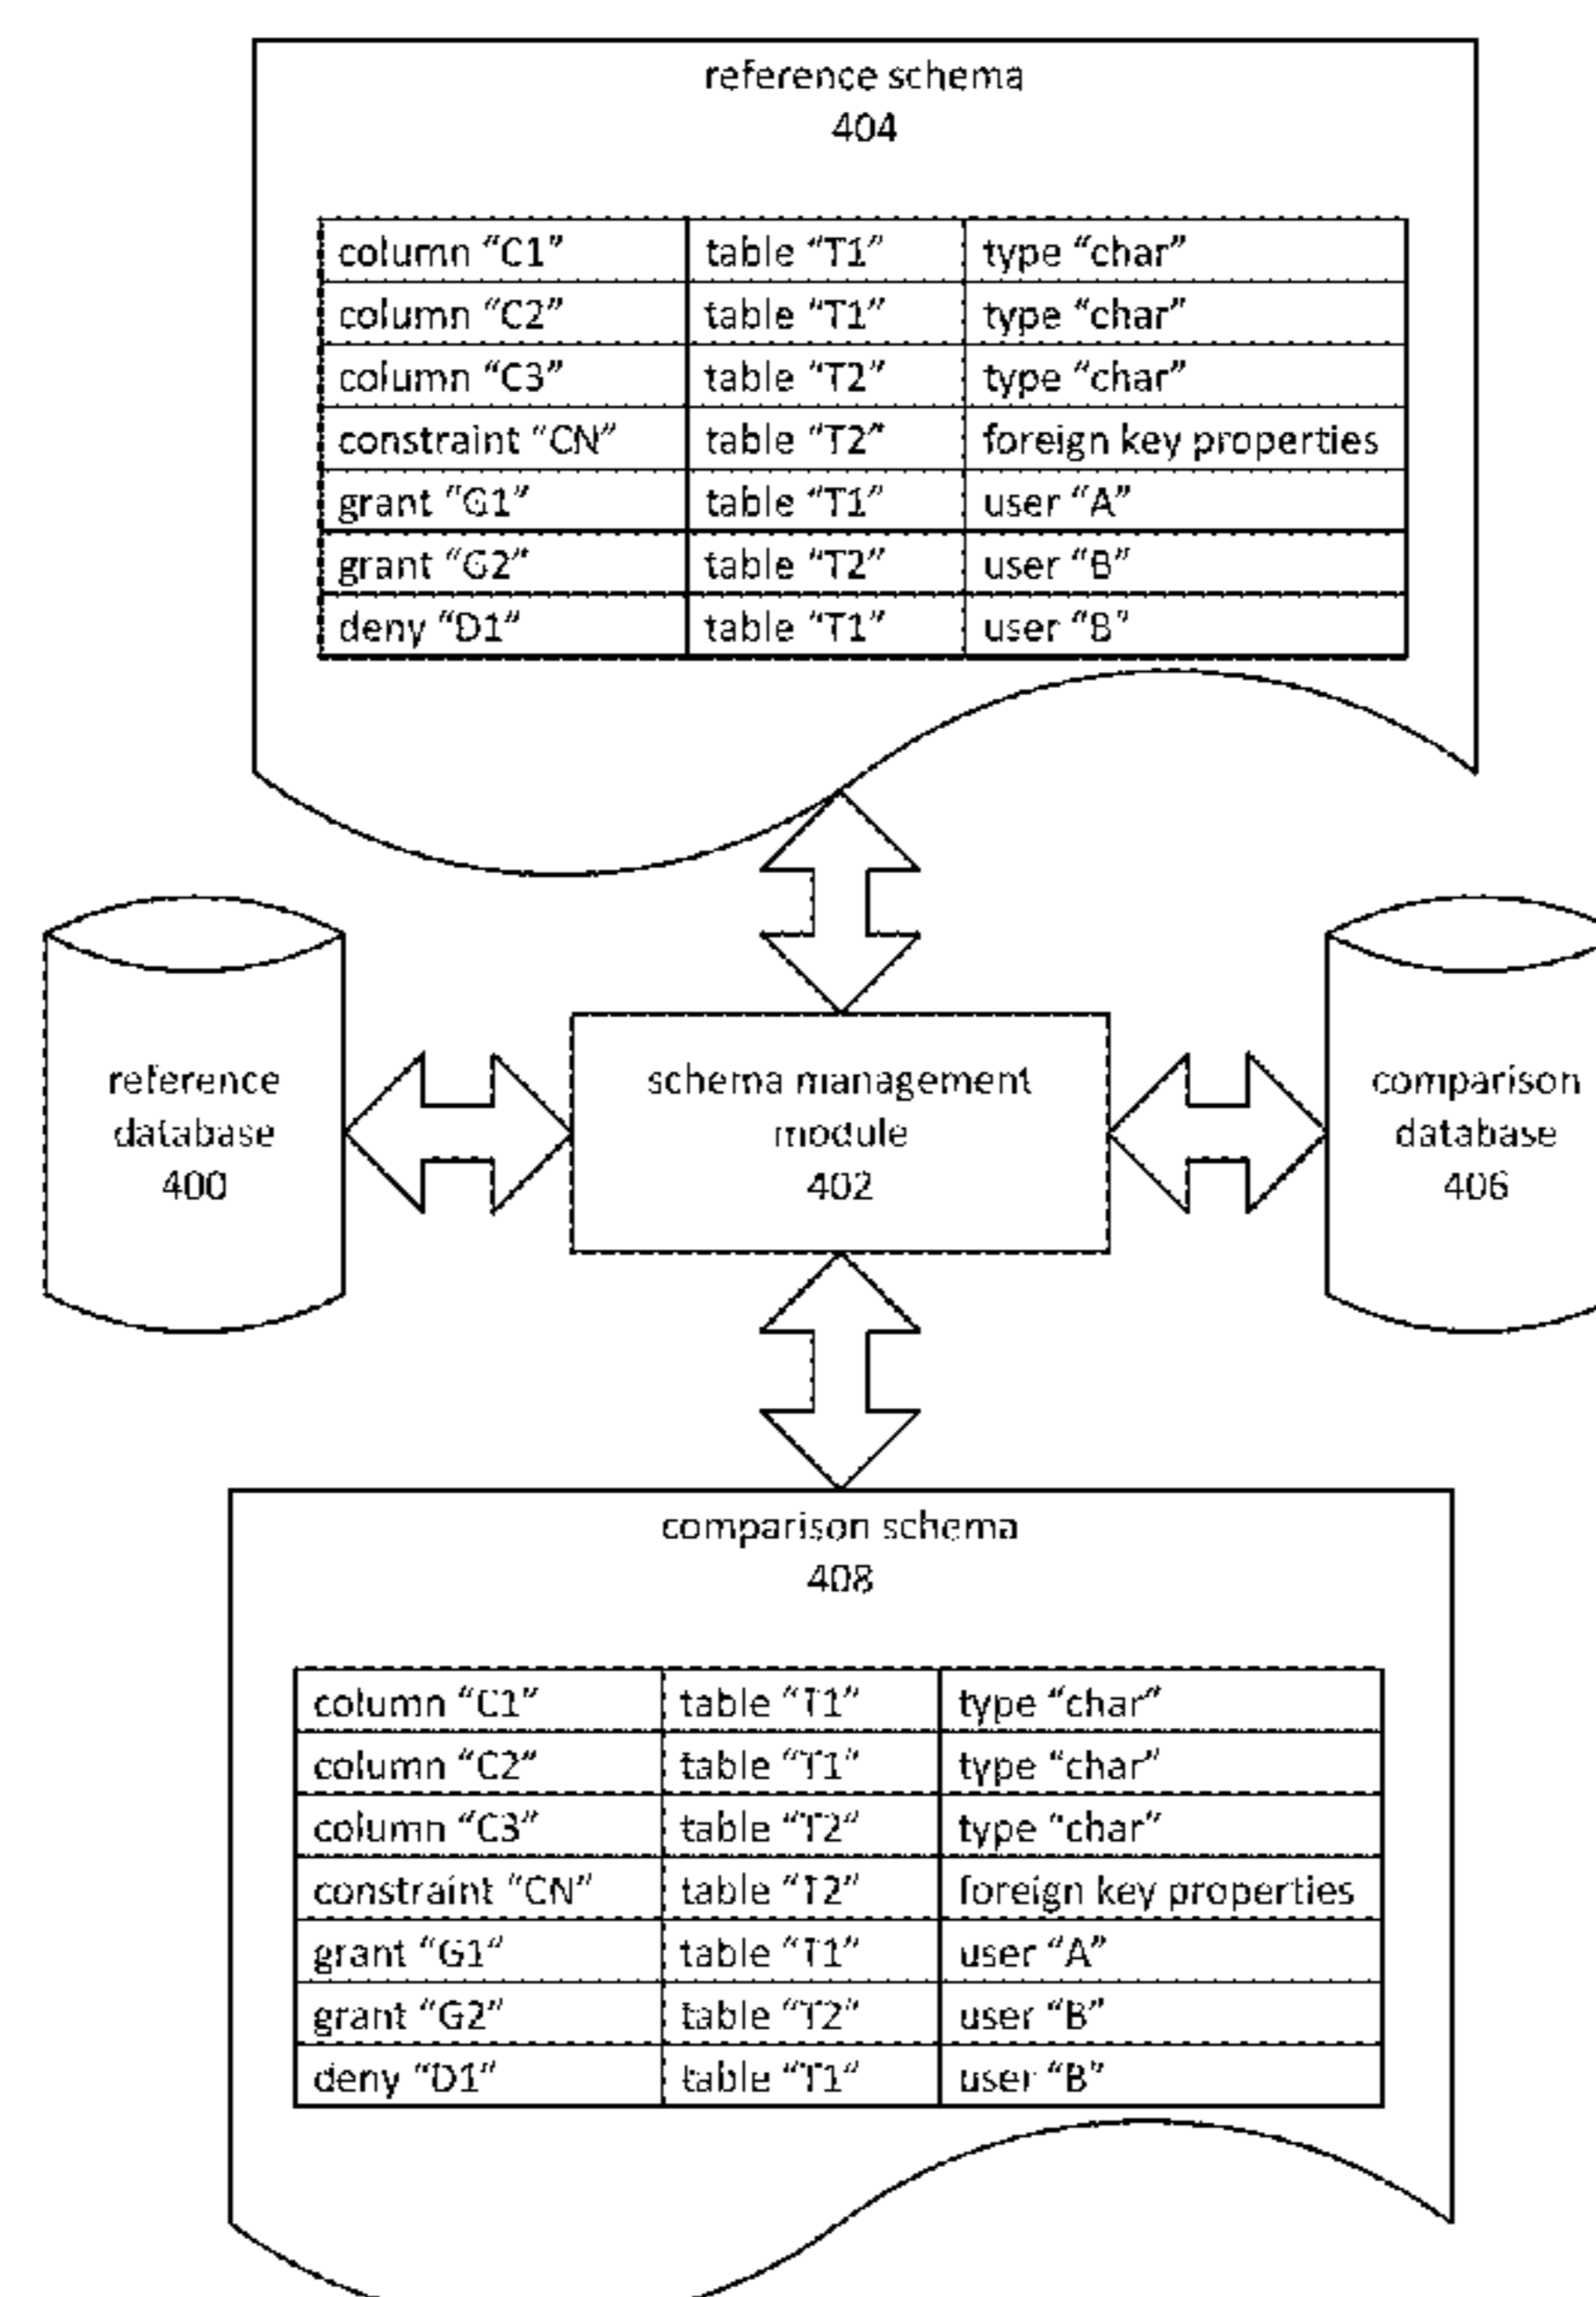 reference schema
404
column “C1” table “T1” type “char”
column “C2” table “T1” type “char”
column “C3” table “T2” type “char”
constraint “CN” table “T2” foreign key properties
grant “G1” table “T1” user “A”
grant “G2” table “T2” user “B”
deny “D1” table “T1” user “B”
reference
database
400
schema management
module
402
comparison
database
406
comparison schema
408
column “C1” table “T1” type “char”
column “C2” table “T1” type “char”
column “C3” table “T2” type “char”
constraint “CN” table “T2” foreign key properties
grant “G1” table “T1” user “A”
grant “G2” table “T2” user “B”
deny “D1” table “T1” user “B”